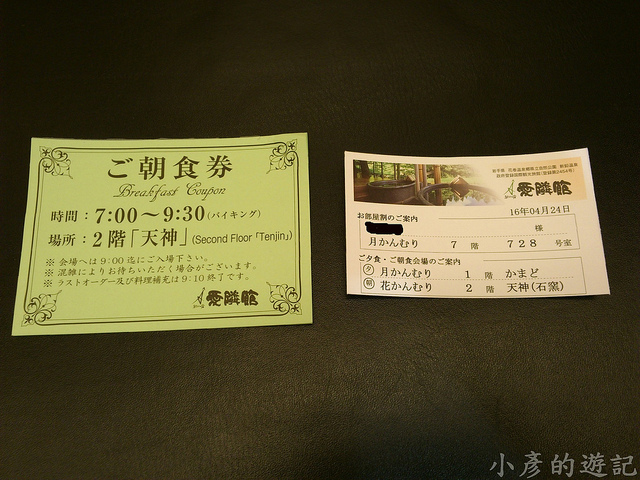 ご朝食券
Breakfast Coupon
時間：7:00～9:30(バイキング)
場所：2階「天神」(Second Floor「Tenjin」)
※ 会場へは9:00迄にご入場下さい。
※ 混雑によりお待ちいただく場合がございます。
※ ラストオーダー及び料理補充は9:10終了です。
愛隣館
愛隣館
16年04月24日
お部屋割のご案内
様
月かんむり 7 階 728 号室
ご夕食・ご朝食会場のご案内
夕 月かんむり 1 階 かまど
朝 花かんむり 2 階 天神(石窯)
小彥的遊記